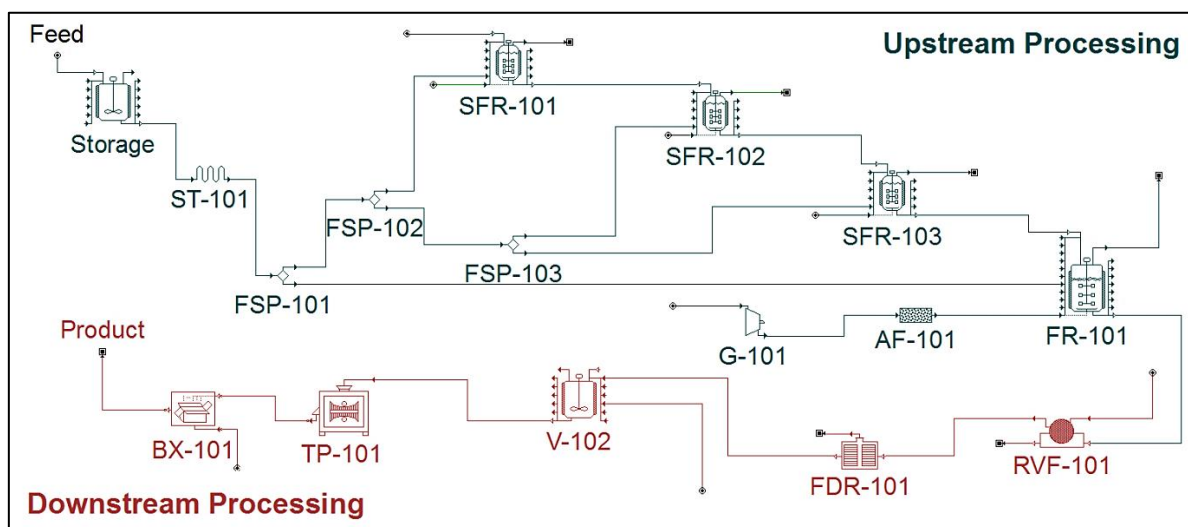 Feed
Upstream Processing
SFR-101
Storage
SFR-102
ST-101
FSP-102
SFR-103
FSP-103
FSP-101
Product
G-101
AF-101
FR-101
BX-101
TP-101
V-102
FDR-101
RVF-101
Downstream Processing